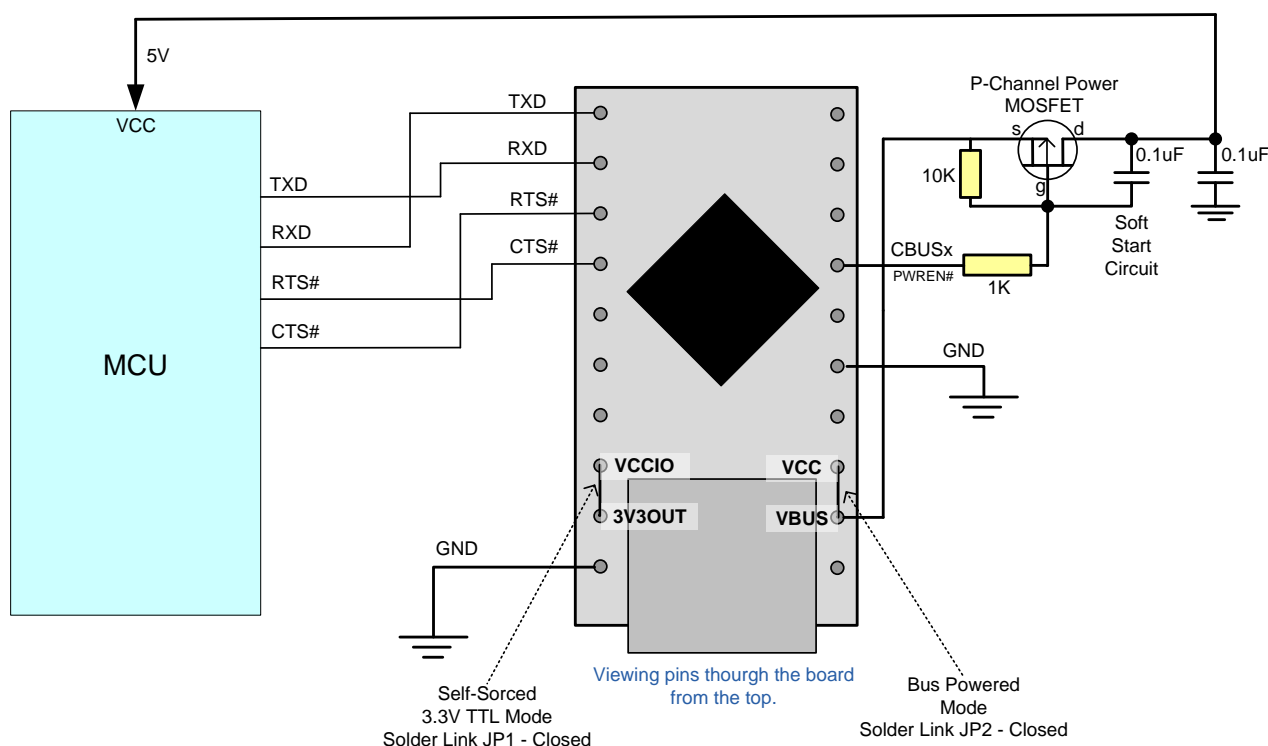 5V
VCC
MCU
TXD
RXD
RTS#
CTS#
TXD
RXD
RTS#
CTS#
P-Channel Power
MOSFET
s
d
g
10K
0.1uF
0.1uF
Soft
Start
Circuit
CBUSx
PWREN#
1K
GND
VCCIO
3V3OUT
VCC
VBUS
GND
Viewing pins thourgh the board
from the top.
Self-Sorced
3.3V TTL Mode
Solder Link JP1 - Closed
Bus Powered
Mode
Solder Link JP2 - Closed